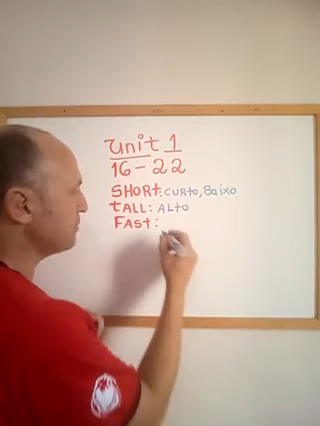 unit 1
16-22
SHORt: CURtO, BAixO
tALL: ALtO
FASt: